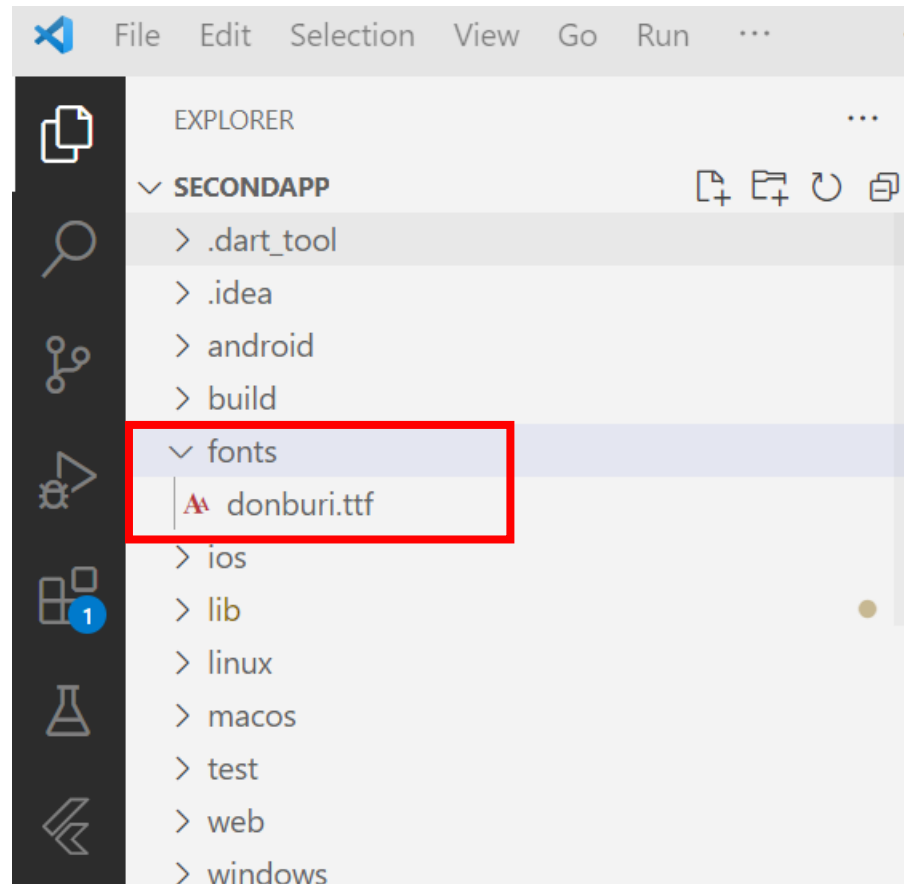 File Edit Selection View Go Run ...
EXPLORER ...
SECONDAPP
.dart_tool
.idea
android
build
fonts
donburi.ttf
ios
lib
1
linux
macos
test
web
windows